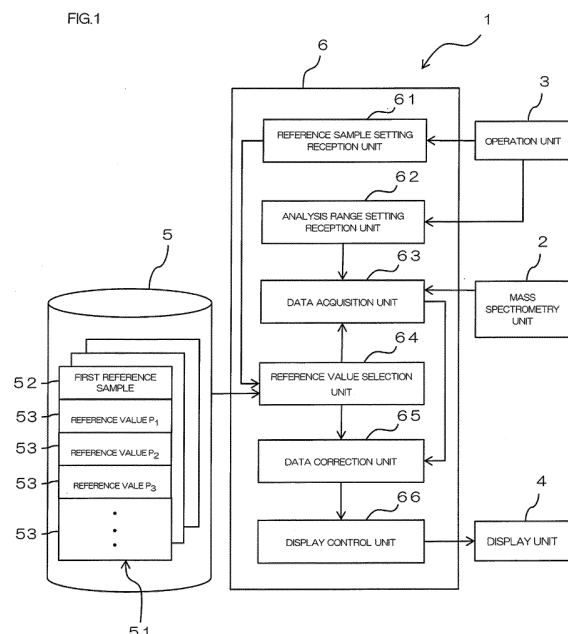 FIG.1
1
6
61
REFERENCE SAMPLE SETTING
RECEPTION UNIT
3
OPERATION UNIT
62
ANALYSIS RANGE SETTING
RECEPTION UNIT
5
63
DATA ACQUISITION UNIT
2
MASS
SPECTROMETRY
UNIT
64
REFERENCE VALUE SELECTION
UNIT
52
FIRST REFERENCE
SAMPLE
53
REFERENCE VALUE P₁
53
REFERENCE VALUE P₂
53
REFERENCE VALE P₃
53
65
DATA CORRECTION UNIT
66
DISPLAY CONTROL UNIT
4
DISPLAY UNIT
51